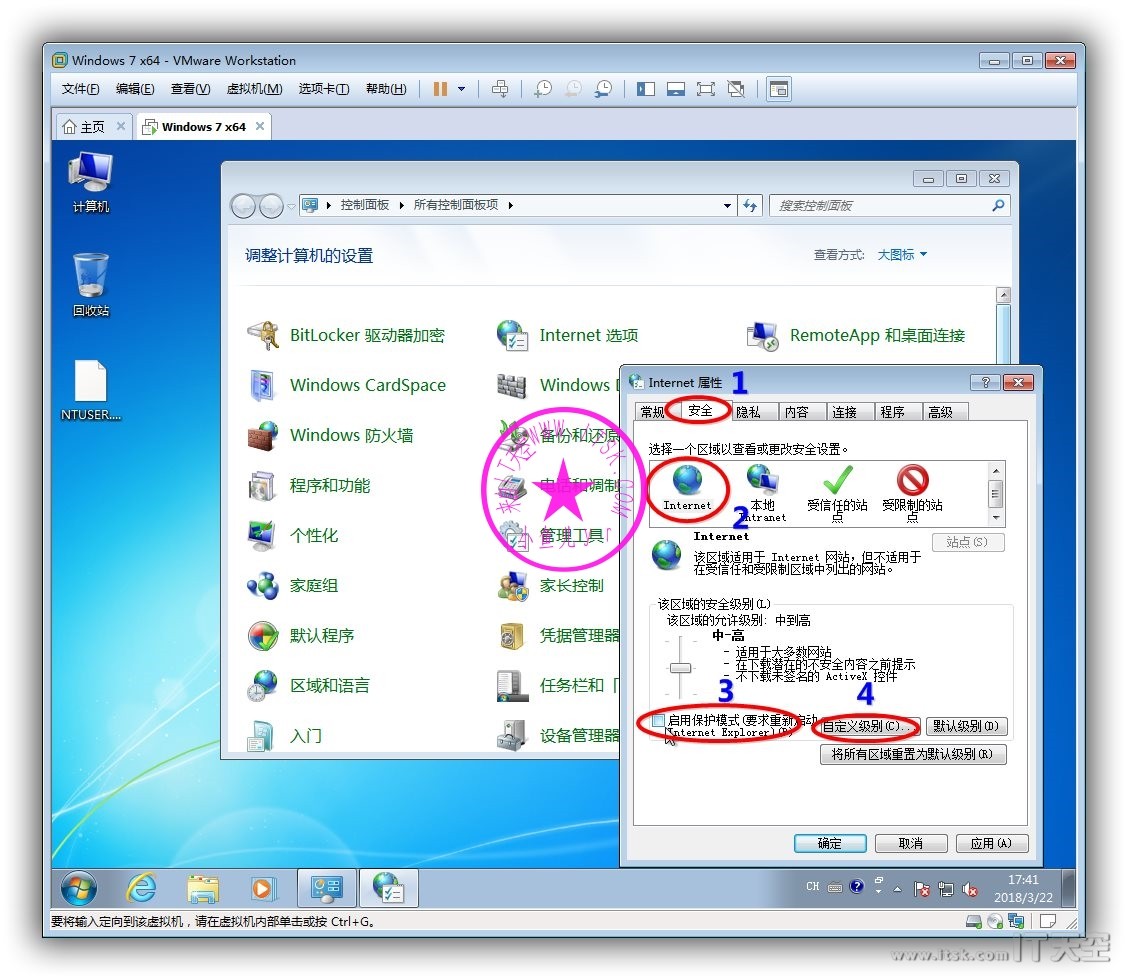 Windows 7 x64 - VMware Workstation
文件(F) 编辑(E) 查看(V) 虚拟机(M) 选项卡(T) 帮助(H)
主页 Windows 7 x64
计算机
回收站
NTUSER....
控制面板 所有控制面板项
搜索控制面板
调整计算机的设置
查看方式: 大图标
BitLocker 驱动器加密 Internet 选项 RemoteApp 和桌面连接
Windows CardSpace
Windows 防火墙 备份和还原
程序和功能 电话和调制
个性化 管理工具
家庭组 家长控制
默认程序 凭据管理器
区域和语言 任务栏和「
入门 设备管理器
Internet 属性 1
常规 安全 隐私 内容 连接 程序 高级
选择一个区域以查看或更改安全设置。
Internet
本地
Intranet
受信任的站
点
受限制的站
点
2
Internet
站点(S)
该区域适用于 Internet 网站,但不适用于
在受信任和受限制区域中列出的网站。
该区域的安全级别(L)
该区域的允许级别: 中到高
中-高
- 适用于大多数网站
- 在下载潜在的不安全内容之前提示
- 不下载未签名的 ActiveX 控件
3 4
启用保护模式(要求重新启动
Internet Explorer)(P)
自定义级别(C)... 默认级别(D)
将所有区域重置为默认级别(R)
确定 取消 应用(A)
WWW.ITSK.COM
CH
17:41
2018/3/22
要将输入定向到该虚拟机，请在虚拟机内部单击或按 Ctrl+G。
www.itsk.com IT天空